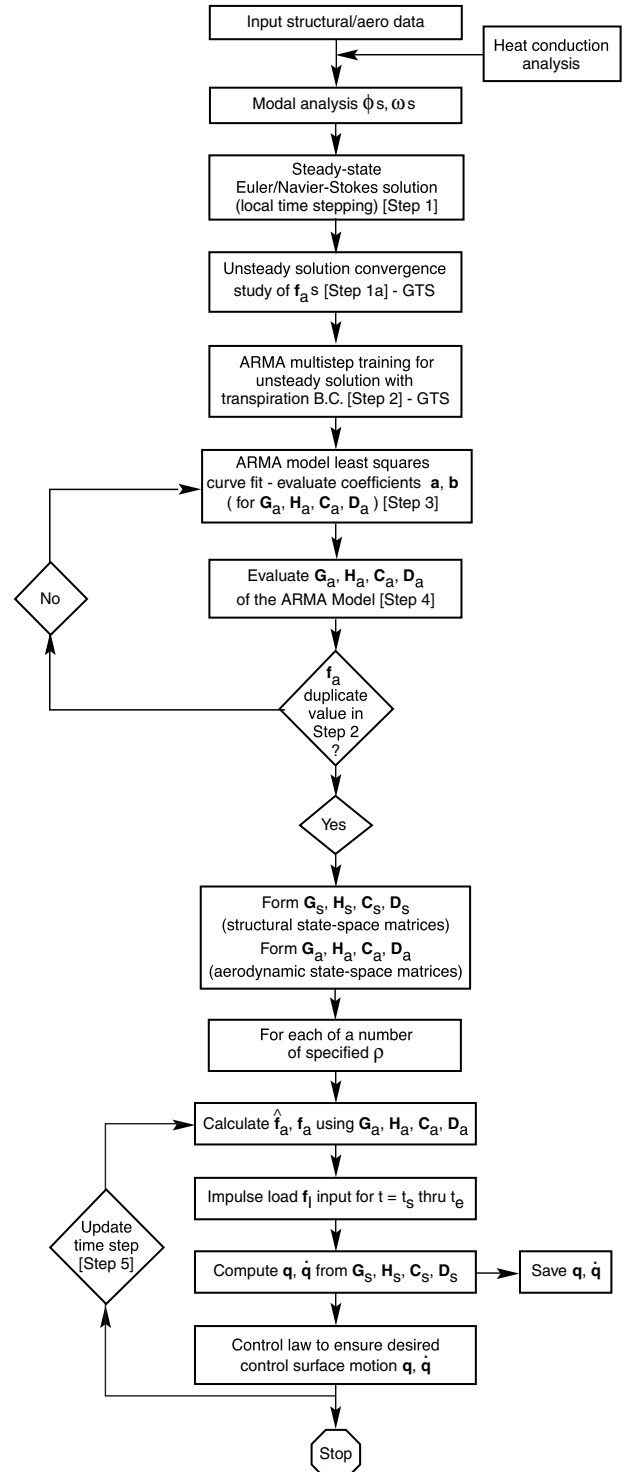 Input structural/aero data
Heat conduction
analysis
Modal analysis ϕs, ωs
Steady-state
Euler/Navier-Stokes solution
(local time stepping) [Step 1]
Unsteady solution convergence
study of fₐs [Step 1a] - GTS
ARMA multistep training for
unsteady solution with
transpiration B.C. [Step 2] - GTS
ARMA model least squares
curve fit - evaluate coefficients a, b
( for Gₐ, Hₐ, Cₐ, Dₐ ) [Step 3]
Evaluate Gₐ, Hₐ, Cₐ, Dₐ
of the ARMA Model [Step 4]
No
fₐ
duplicate
value in
Step 2
?
Yes
Form Gₛ, Hₛ, Cₛ, Dₛ
(structural state-space matrices)
Form Gₐ, Hₐ, Cₐ, Dₐ
(aerodynamic state-space matrices)
For each of a number
of specified ρ
Calculate f̂ₐ, fₐ using Gₐ, Hₐ, Cₐ, Dₐ
Impulse load f_I input for t = tₛ thru tₑ
Update
time step
[Step 5]
Compute q, q̇ from Gₛ, Hₛ, Cₛ, Dₛ
Save q, q̇
Control law to ensure desired
control surface motion q, q̇
Stop